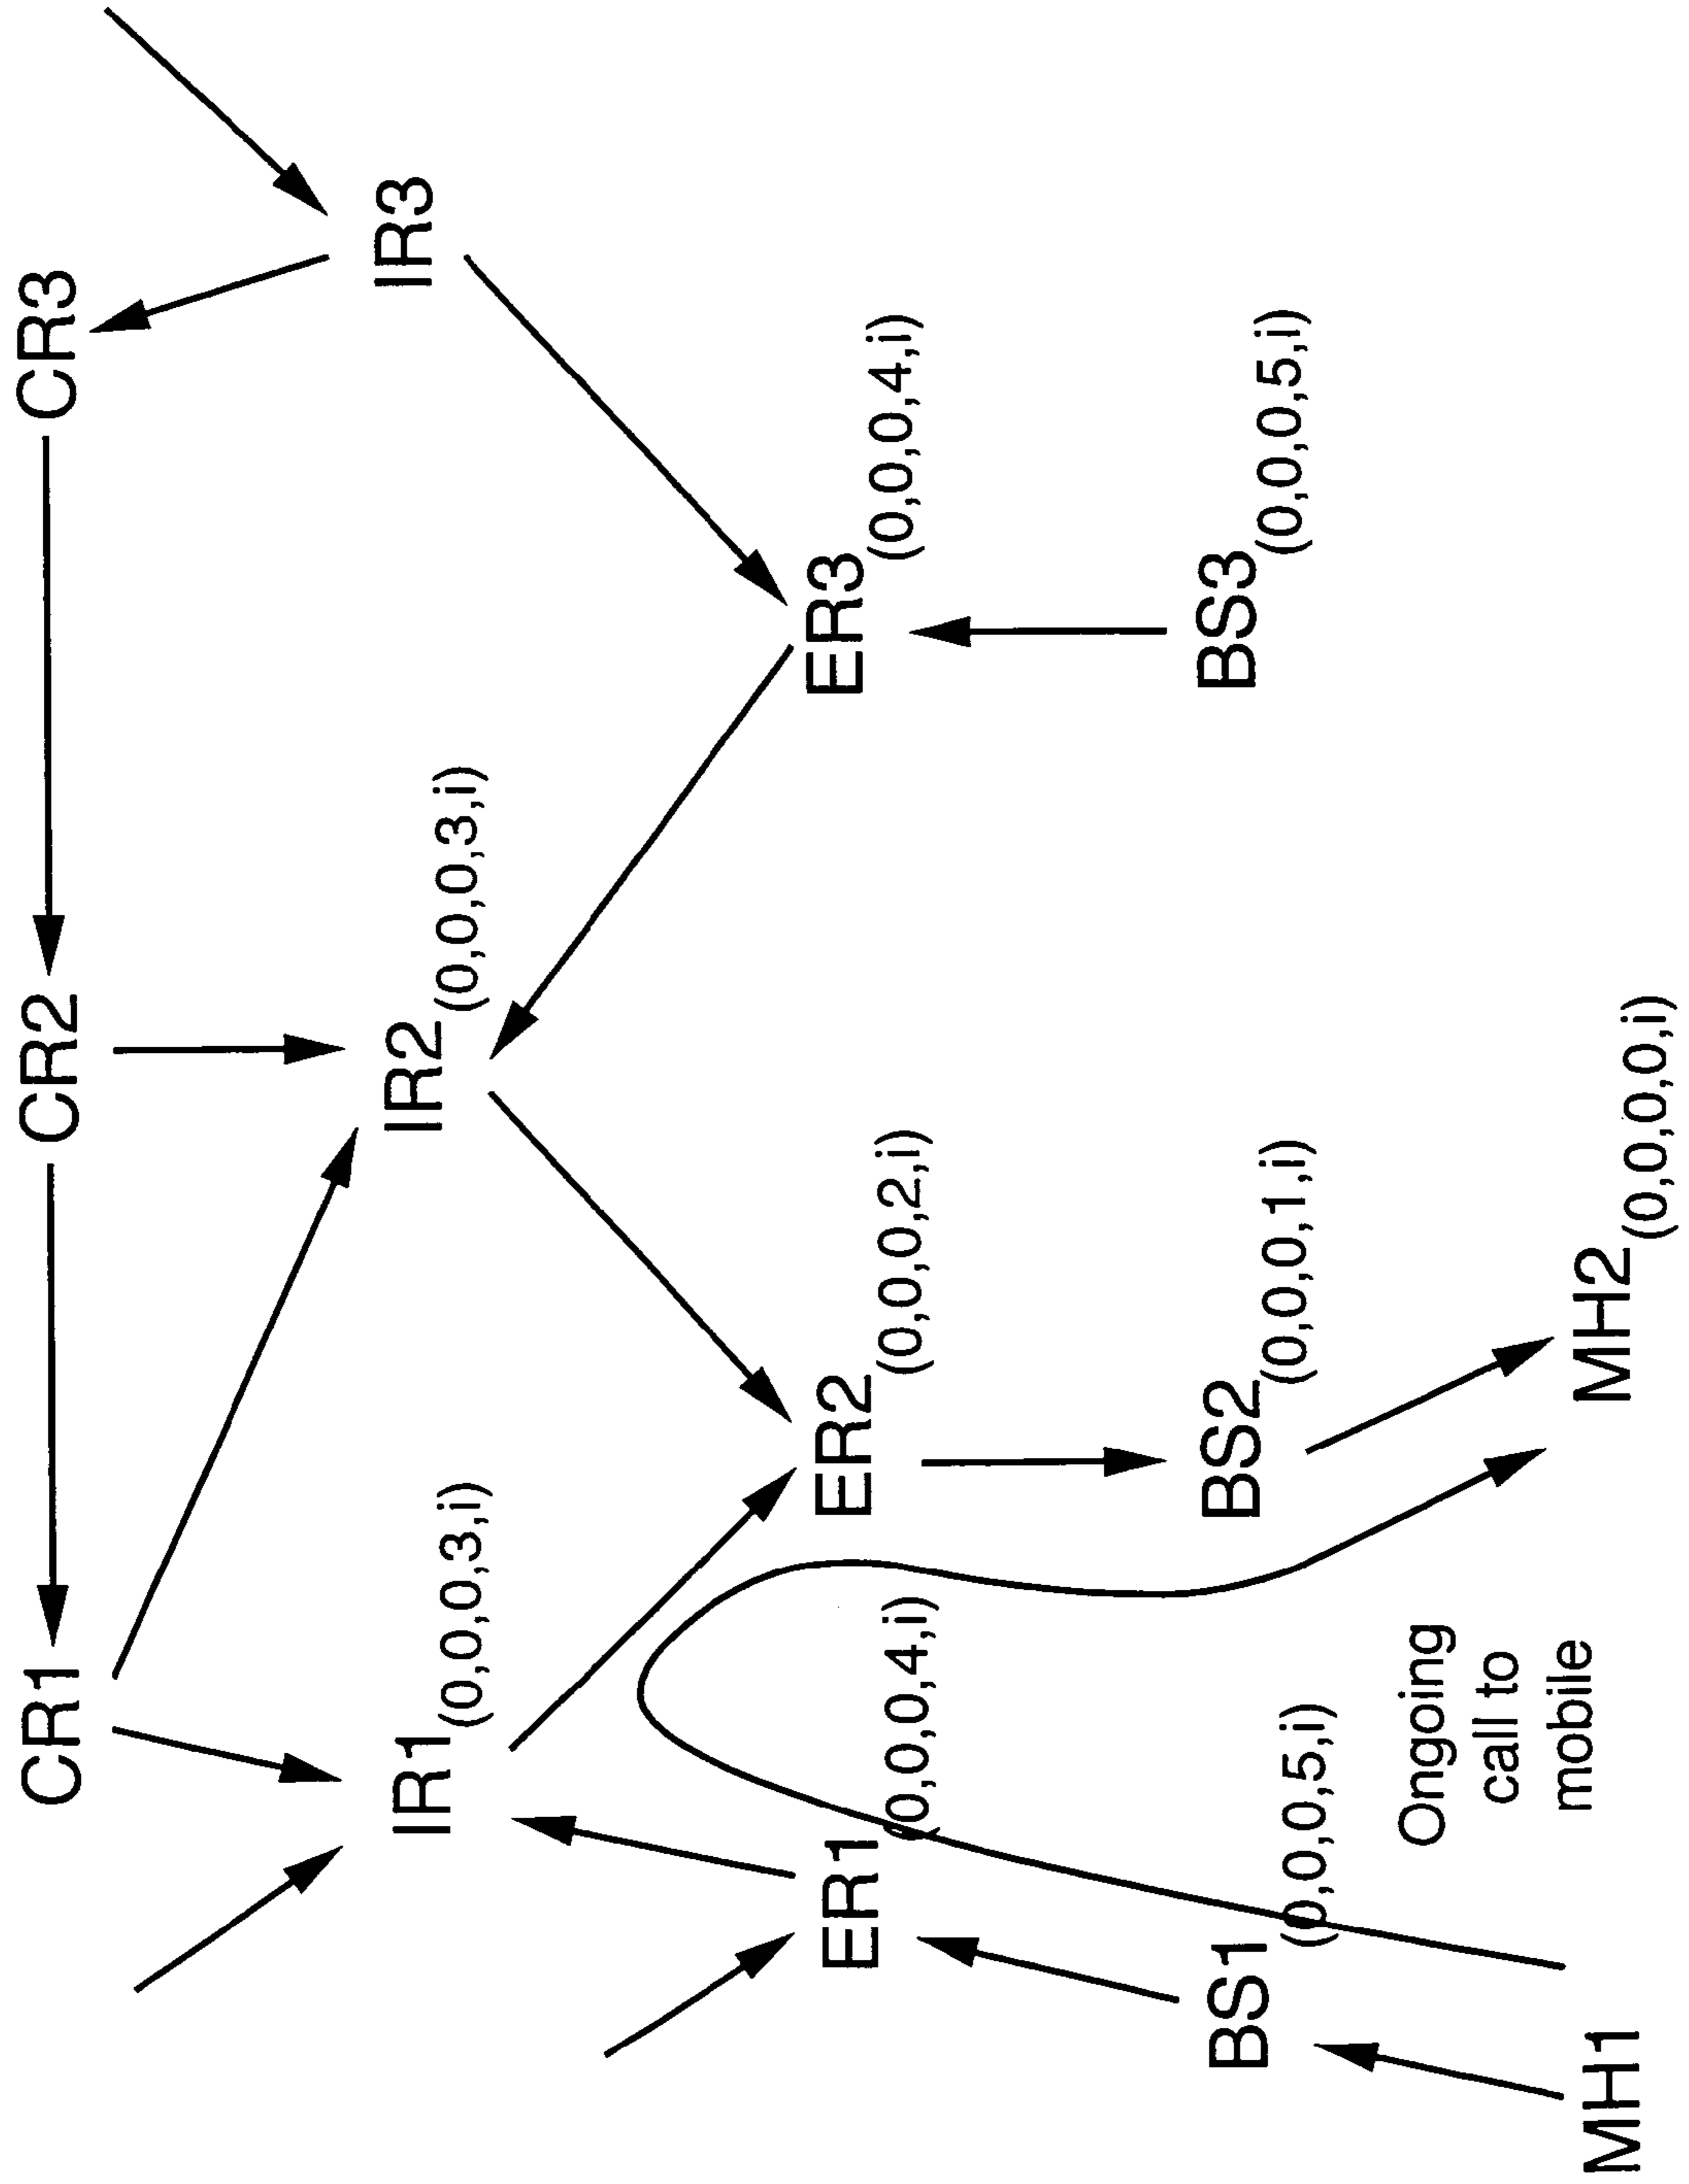 CR1
CR2
CR3
IR1(0,0,0,3,i)
IR2(0,0,0,3,i)
IR3
ER1(0,0,0,4,i)
ER2(0,0,0,2,i)
ER3(0,0,0,4,i)
BS1(0,0,0,5,i)
BS2(0,0,0,1,i)
BS3(0,0,0,5,i)
Ongoing
call to
mobile
MH1
MH2(0,0,0,0,i)